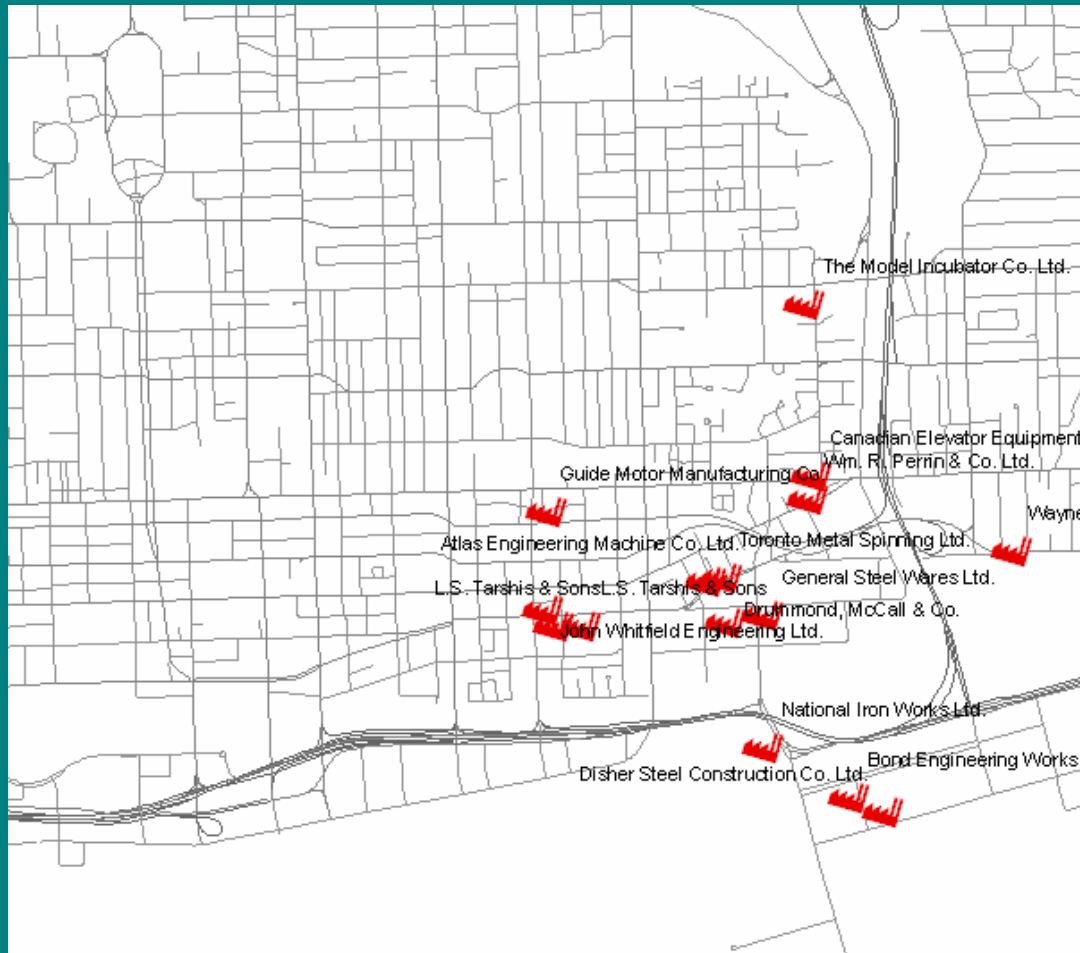 The Model Incubator Co. Ltd.
Canadian Elevator Equipment
Wm. R. Perrin & Co. Ltd.
Guide Motor Manufacturing Co.
Wayne
Atlas Engineering Machine Co. Ltd.
Toronto Metal Spinning Ltd.
General Steel Wares Ltd.
L.S. Tarshis & Sons
L.S. Tarshis & Sons
Drummond, McCall & Co.
John Whitfield Engineering Ltd.
National Iron Works Ltd.
Bond Engineering Works
Disher Steel Construction Co. Ltd.